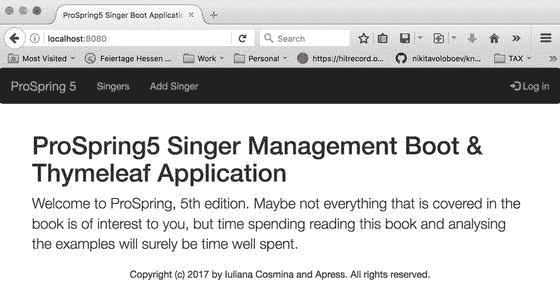 ProSpring5 Singer Boot Applicatio
localhost:8080
Search
Most Visited
Feiertage Hessen ...
Work
Personal
https://hitrecord.o...
nikitavoloboev/kn...
TAX
ProSpring 5
Singers
Add Singer
Log in
ProSpring5 Singer Management Boot &
Thymeleaf Application
Welcome to ProSpring, 5th edition. Maybe not everything that is covered in the
book is of interest to you, but time spending reading this book and analysing
the examples will surely be time well spent.
Copyright (c) 2017 by Iuliana Cosmina and Apress. All rights reserved.